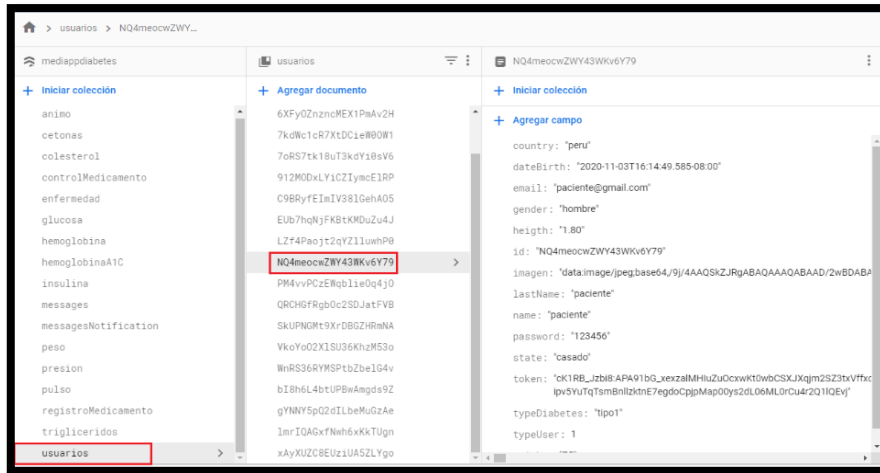 usuarios > NQ4meocwZWY...
mediappdiabetes
Iniciar colección
animo
cetonas
colesterol
controlMedicamento
enfermedad
glucosa
hemoglobina
hemoglobinaA1C
insulina
messages
messagesNotification
peso
presion
pulso
registroMedicamento
trigliceridos
usuarios
usuarios
Agregar documento
6XFyOZnzncMEX1PmAv2H
7kdWc1cR7XtDCieW00W1
7oRS7tk18uT3kdYi0sV6
912MODxLYiCZIymcElRP
C9BRyfEImIV38lGehAO5
EUb7hqNjFKBtKMDuZu4J
LZf4Paojt2qYZ1luwhP0
NQ4meocwZWY43WKv6Y79
PM4vvPCzEWqblieOq4jO
QRCHGfRgbOc2SDJatFVB
SkUPNGMt9XrDBGZHRmNA
VkoYoO2XlSU36KhzM53o
WnRS36RYMSPtbZbelG4v
bI8h6L4btUPBwAmgds9Z
gYNNY5pQ2dILbeMuGzAe
lmrIQAGxfNwh6xKkTUgn
xAyXUZC8EUziUA5ZLYgo
NQ4meocwZWY43WKv6Y79
Iniciar colección
Agregar campo
country: "peru"
dateBirth: "2020-11-03T16:14:49.585-08:00"
email: "paciente@gmail.com"
gender: "hombre"
heigth: "1.80"
id: "NQ4meocwZWY43WKv6Y79"
imagen: "data:image/jpeg;base64,/9j/4AAQSkZJRgABAQAAAQABAAD/2wBDABA
lastName: "paciente"
name: "paciente"
password: "123456"
state: "casado"
token: "cK1RB_Jzbi8:APA91bG_xexzalMHIuZuOcxwKt0wbCSXJXqjm2SZ3txVffxc
ipv5YuTqTsmBnllzktnE7egdoCpjpMap00ys2dL06ML0rCu4r2Q1lQEvj"
typeDiabetes: "tipo1"
typeUser: 1